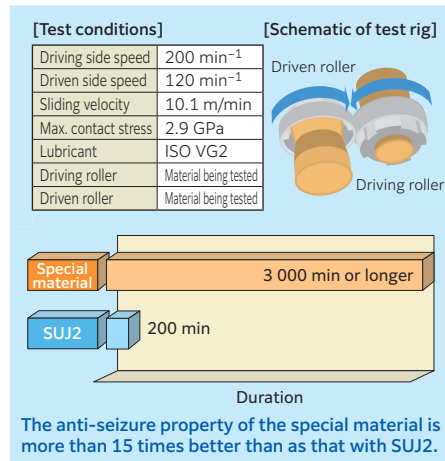 [Test conditions]
[Schematic of test rig]
Driving side speed 200 min⁻¹
Driven side speed 120 min⁻¹
Sliding velocity 10.1 m/min
Max. contact stress 2.9 GPa
Lubricant ISO VG2
Driving roller Material being tested
Driven roller Material being tested
Driven roller
Driving roller
Special
material
3 000 min or longer
SUJ2
200 min
Duration
The anti-seizure property of the special material is
more than 15 times better than as that with SUJ2.